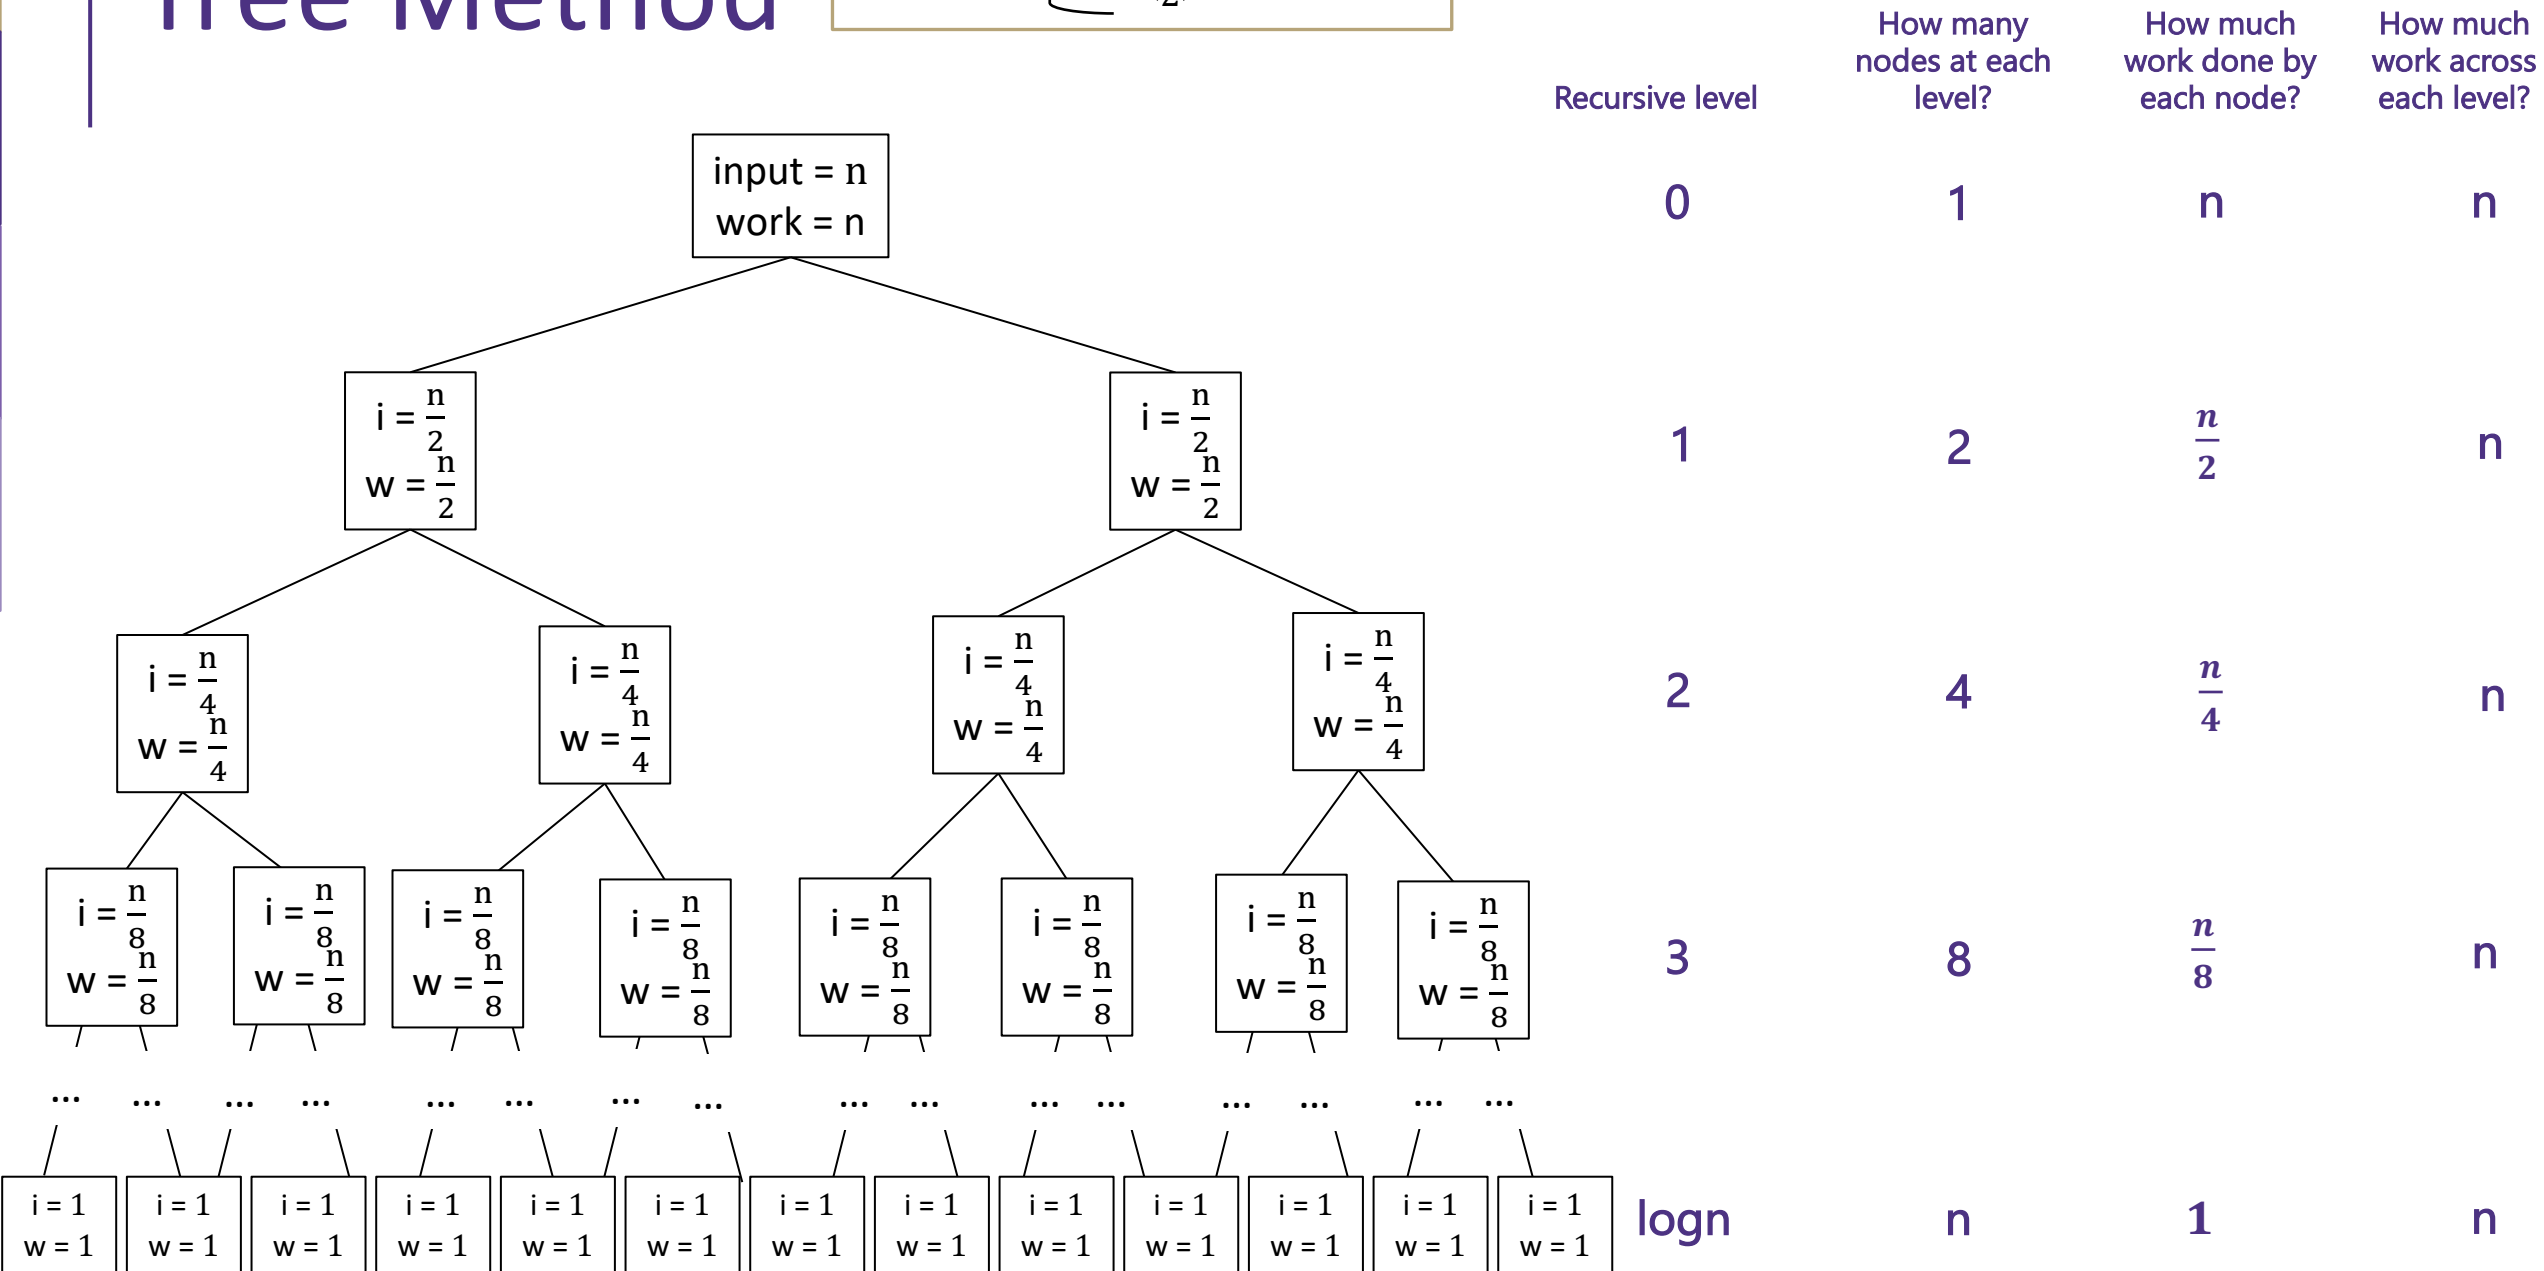 Tree Method
2
Recursive level
How many
nodes at each
level?
How much
work done by
each node?
How much
work across
each level?
input = n
work = n
0 1 n n
i = n/2 i = n/2
w = n/2 w = n/2
1 2 n/2 n
i = n/4 i = n/4 i = n/4 i = n/4
w = n/4 w = n/4 w = n/4 w = n/4
2 4 n/4 n
i = n/8 i = n/8 i = n/8 i = n/8 i = n/8 i = n/8 i = n/8 i = n/8
w = n/8 w = n/8 w = n/8 w = n/8 w = n/8 w = n/8 w = n/8 w = n/8
3 8 n/8 n
... ... ... ... ... ... ... ... ... ... ... ... ... ... ... ...
i = 1 i = 1 i = 1 i = 1 i = 1 i = 1 i = 1 i = 1 i = 1 i = 1 i = 1 i = 1 i = 1
w = 1 w = 1 w = 1 w = 1 w = 1 w = 1 w = 1 w = 1 w = 1 w = 1 w = 1 w = 1 w = 1
logn n 1 n